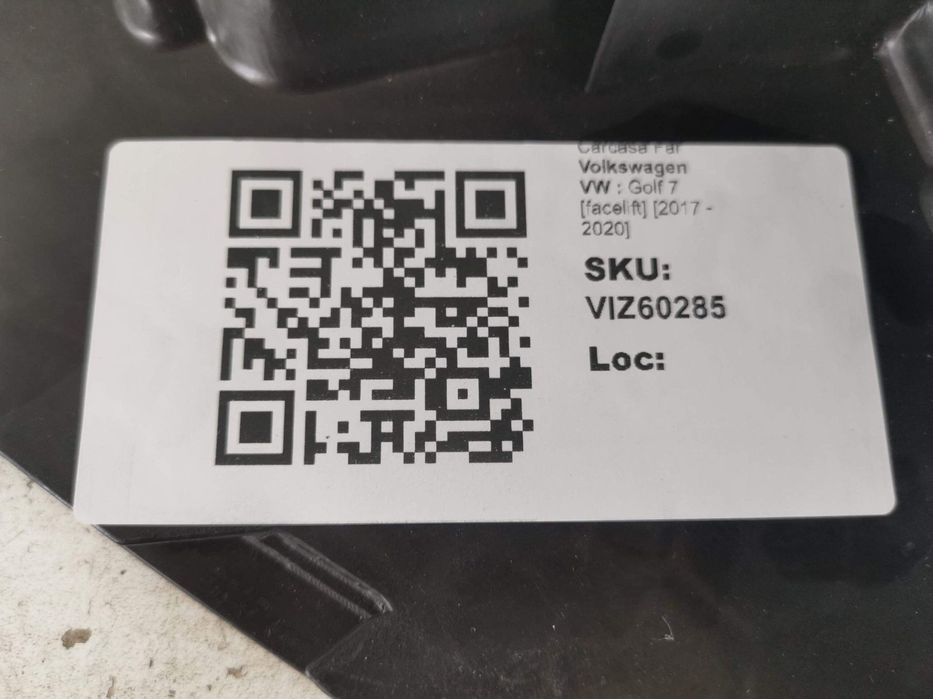 Carcasa Far
Volkswagen
VW : Golf 7
[facelift] [2017 -
2020]
SKU:
VIZ60285
Loc: